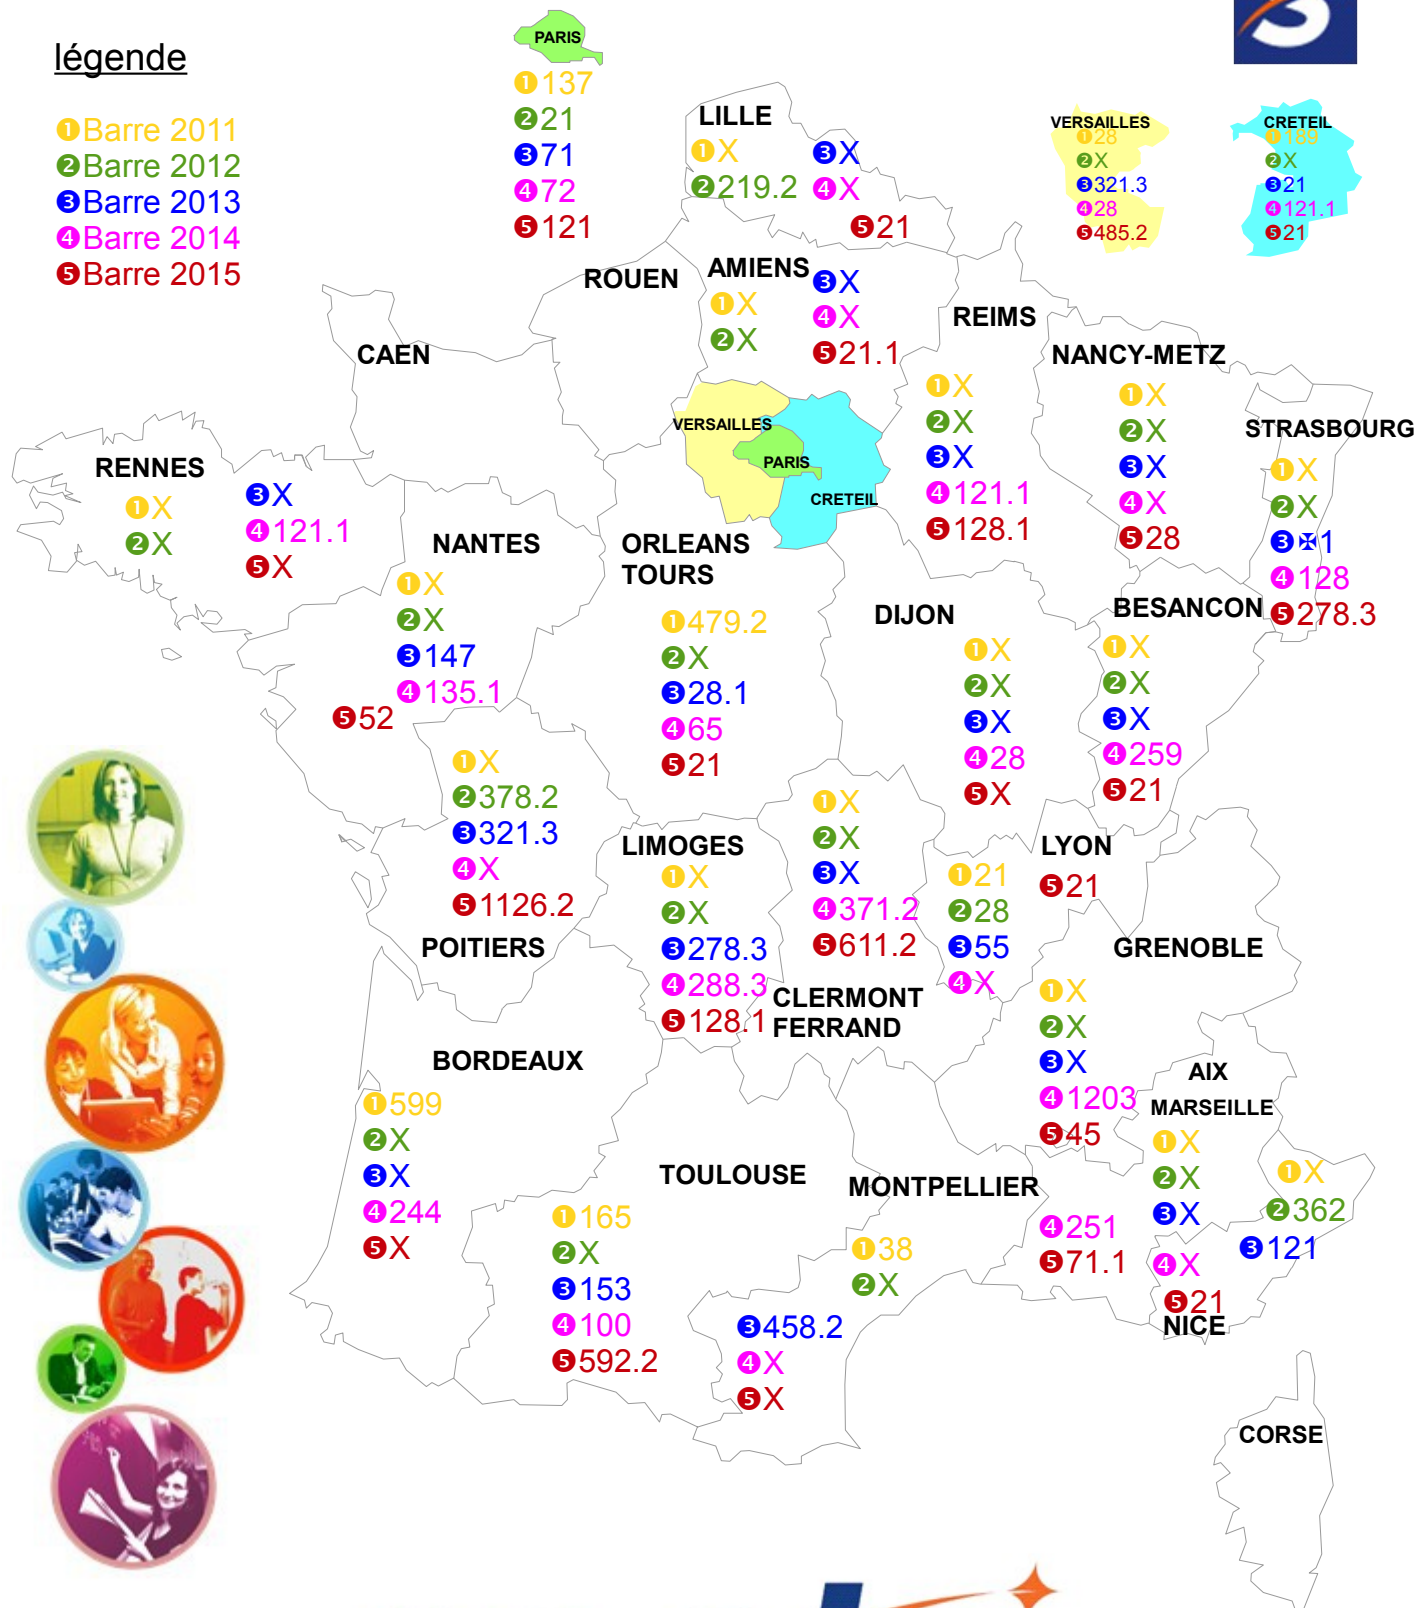 légende
❶Barre 2011
❷Barre 2012
❸Barre 2013
❹Barre 2014
❺Barre 2015
PARIS
❶137
❷21
❸71
❹72
❺121
LILLE
❶X
❷219.2
❸X
❹X
❺21
VERSAILLES
❶28
❷X
❸321.3
❹28
❺485.2
CRETEIL
❶189
❷X
❸21
❹121.1
❺21
ROUEN
AMIENS
❶X
❷X
❸X
❹X
❺21.1
CAEN
REIMS
❶X
❷X
❸X
❹121.1
❺128.1
NANCY-METZ
❶X
❷X
❸X
❹X
❺28
STRASBOURG
❶X
❷X
❸✠1
❹128
❺278.3
VERSAILLES
PARIS
CRETEIL
RENNES
❶X
❷X
❸X
❹121.1
❺X
NANTES
❶X
❷X
❸147
❹135.1
❺52
ORLEANS
TOURS
❶479.2
❷X
❸28.1
❹65
❺21
DIJON
❶X
❷X
❸X
❹28
❺X
BESANCON
❶X
❷X
❸X
❹259
❺21
❶X
❷378.2
❸321.3
❹X
❺1126.2
POITIERS
LIMOGES
❶X
❷X
❸278.3
❹288.3
❺128.1
❶X
❷X
❸X
❹371.2
❺611.2
CLERMONT
FERRAND
LYON
❶21
❷28
❸55
❹X
❺21
GRENOBLE
❶X
❷X
❸X
❹1203
❺45
BORDEAUX
❶599
❷X
❸X
❹244
❺X
TOULOUSE
❶165
❷X
❸153
❹100
❺592.2
MONTPELLIER
❶38
❷X
❸458.2
❹X
❺X
AIX
MARSEILLE
❶X
❷X
❸X
❹251
❺71.1
❶X
❷362
❸121
❹X
❺21
NICE
CORSE